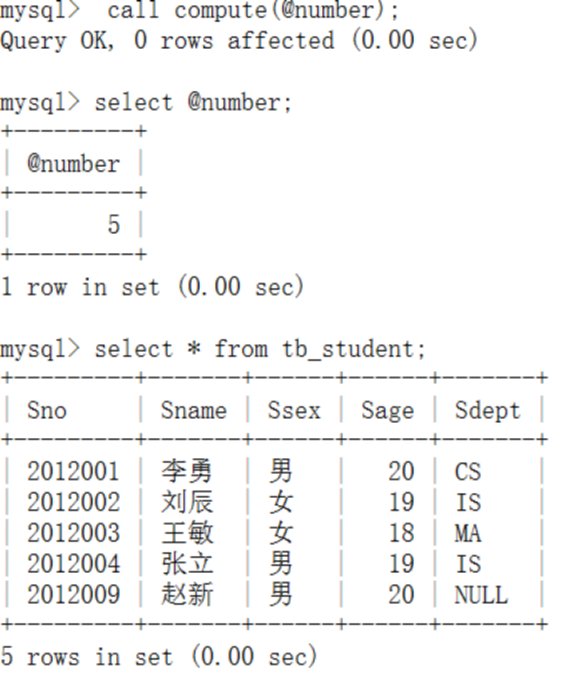 mysql> call compute(@number);
Query OK, 0 rows affected (0.00 sec)
mysql> select @number;
+---------+
| @number |
+---------+
|       5 |
+---------+
1 row in set (0.00 sec)
mysql> select * from tb_student;
+---------+-------+------+------+-------+
| Sno     | Sname | Ssex | Sage | Sdept |
+---------+-------+------+------+-------+
| 2012001 | 李勇  | 男   |   20 | CS    |
| 2012002 | 刘辰  | 女   |   19 | IS    |
| 2012003 | 王敏  | 女   |   18 | MA    |
| 2012004 | 张立  | 男   |   19 | IS    |
| 2012009 | 赵新  | 男   |   20 | NULL  |
+---------+-------+------+------+-------+
5 rows in set (0.00 sec)